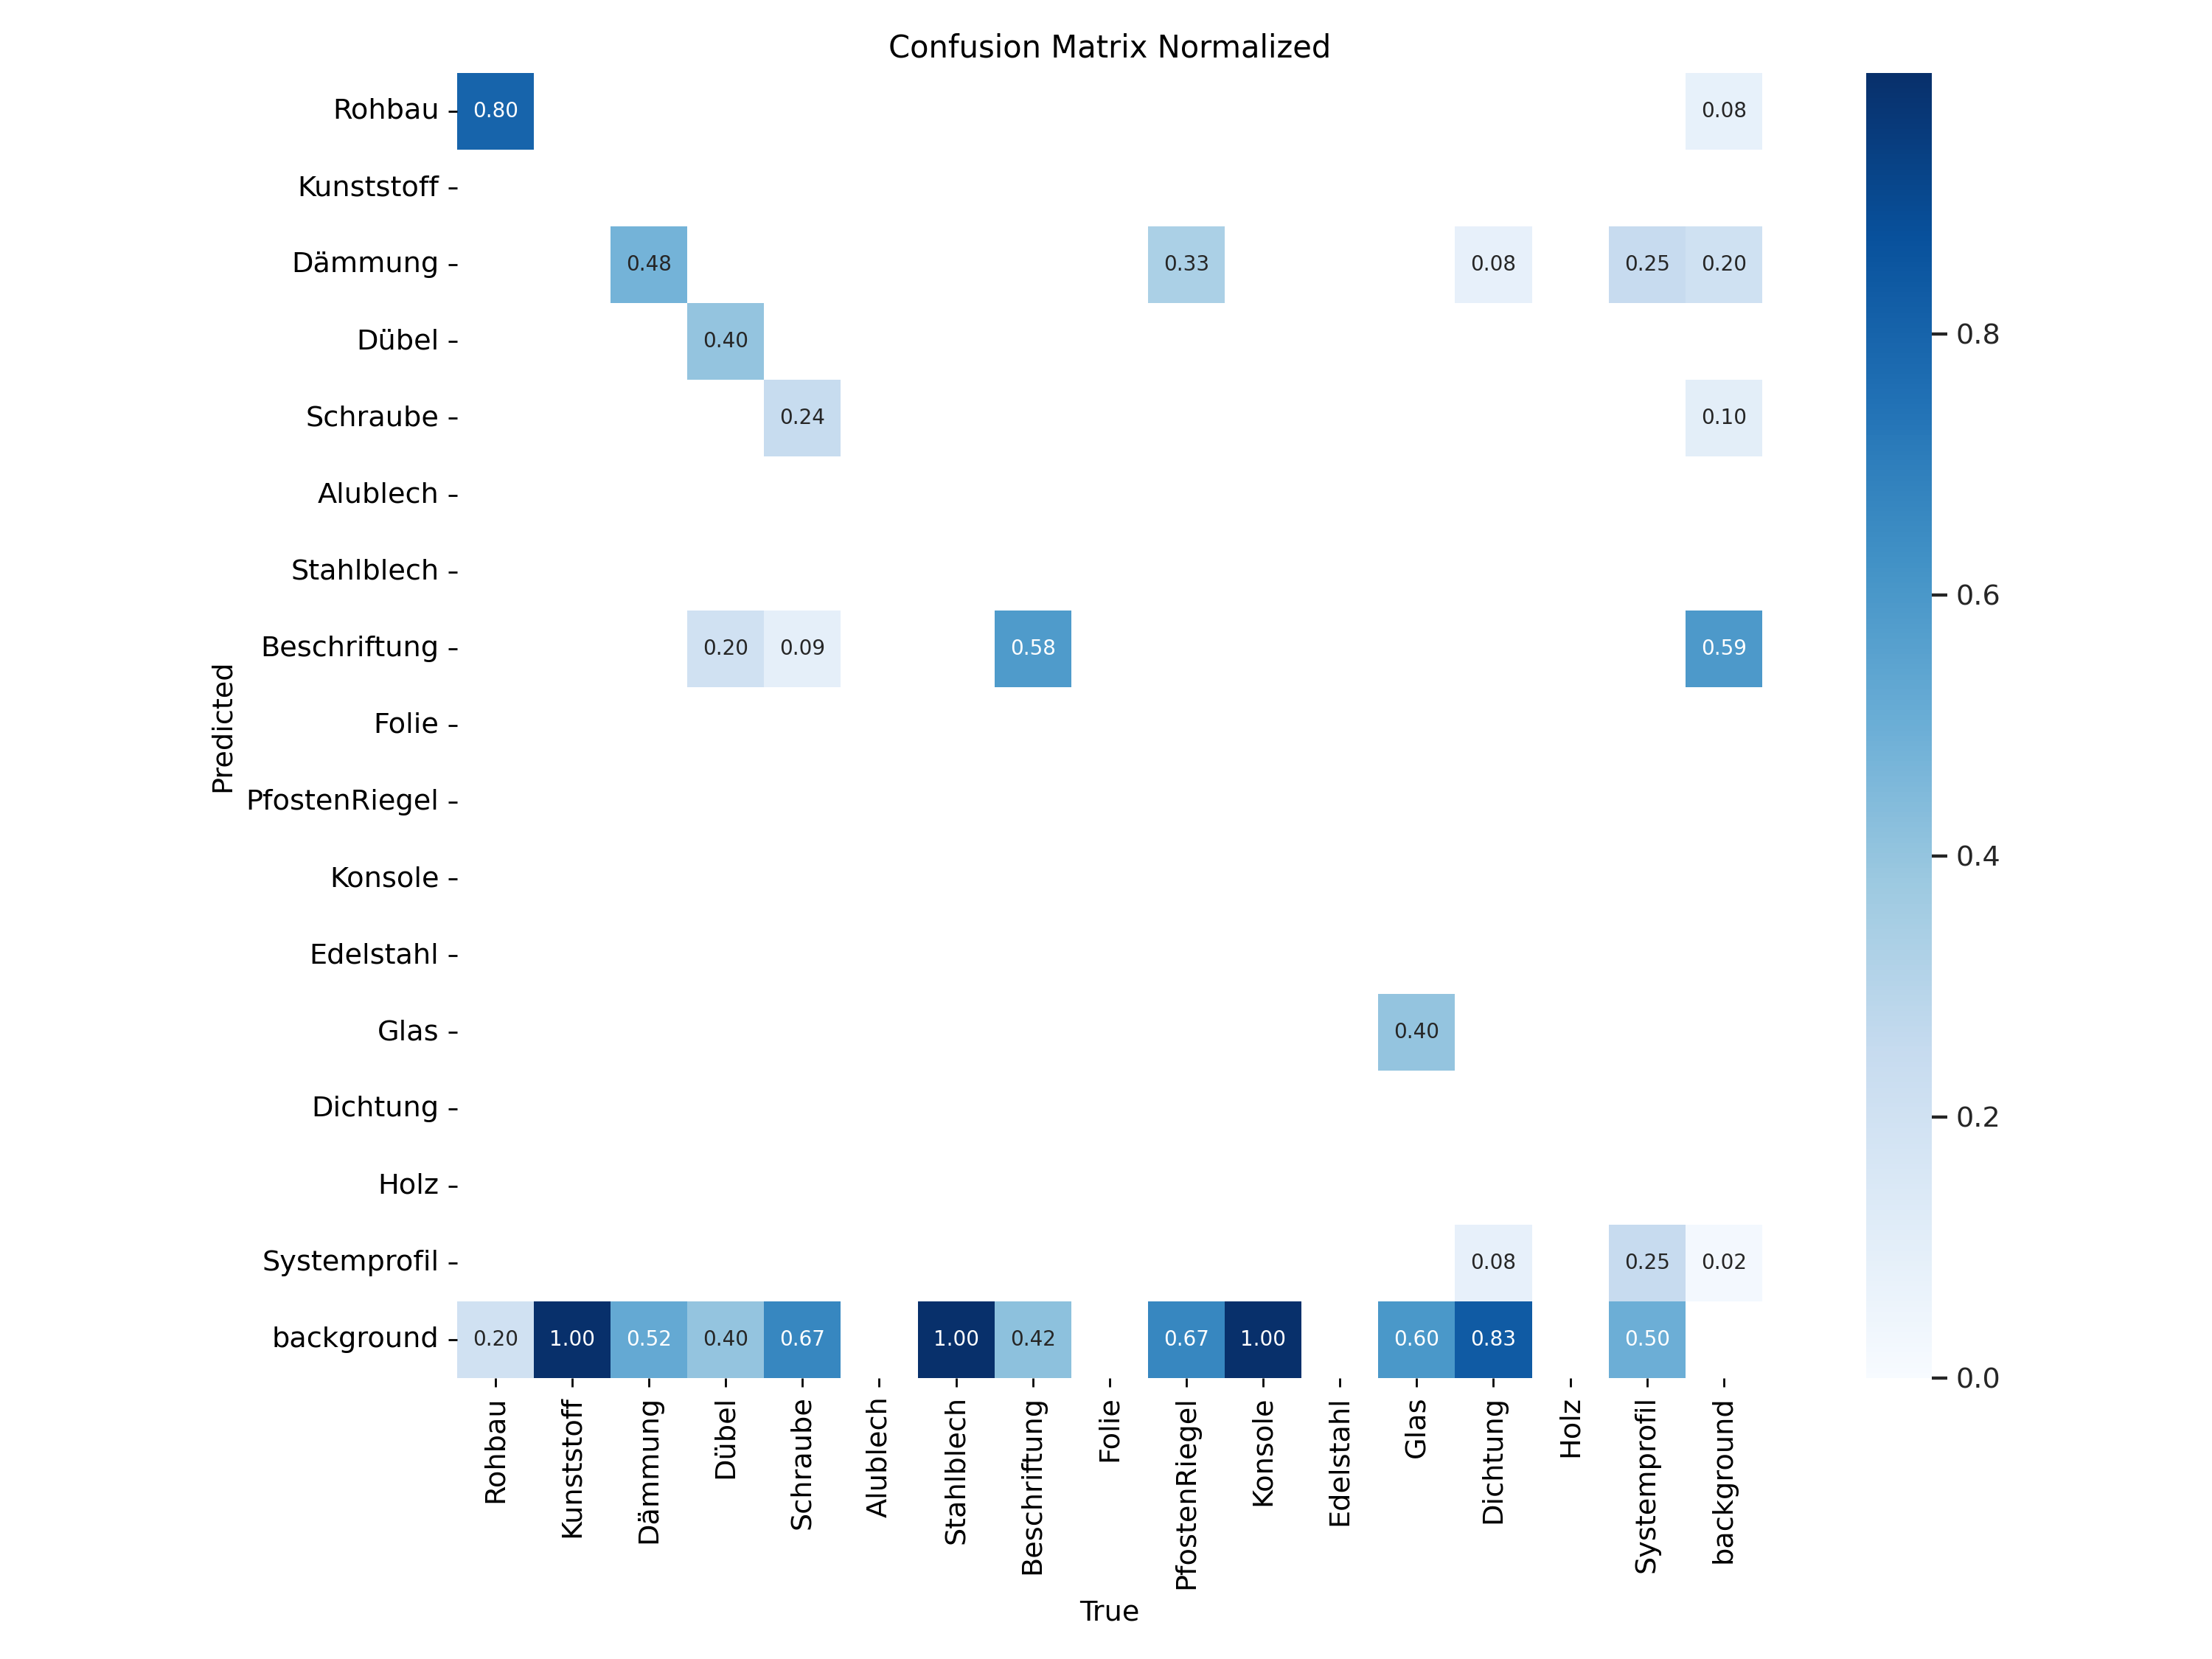 Confusion Matrix Normalized
Predicted
Rohbau 0.80 0.08
Kunststoff
Dämmung 0.48 0.33 0.08 0.25 0.20
Dübel 0.40
Schraube 0.24 0.10
Alublech
Stahlblech
Beschriftung 0.20 0.09 0.58 0.59
Folie
PfostenRiegel
Konsole
Edelstahl
Glas 0.40
Dichtung
Holz
Systemprofil 0.08 0.25 0.02
background 0.20 1.00 0.52 0.40 0.67 1.00 0.42 0.67 1.00 0.60 0.83 0.50
Rohbau
Kunststoff
Dämmung
Dübel
Schraube
Alublech
Stahlblech
Beschriftung
Folie
PfostenRiegel
Konsole
Edelstahl
Glas
Dichtung
Holz
Systemprofil
background
True
0.8
0.6
0.4
0.2
0.0